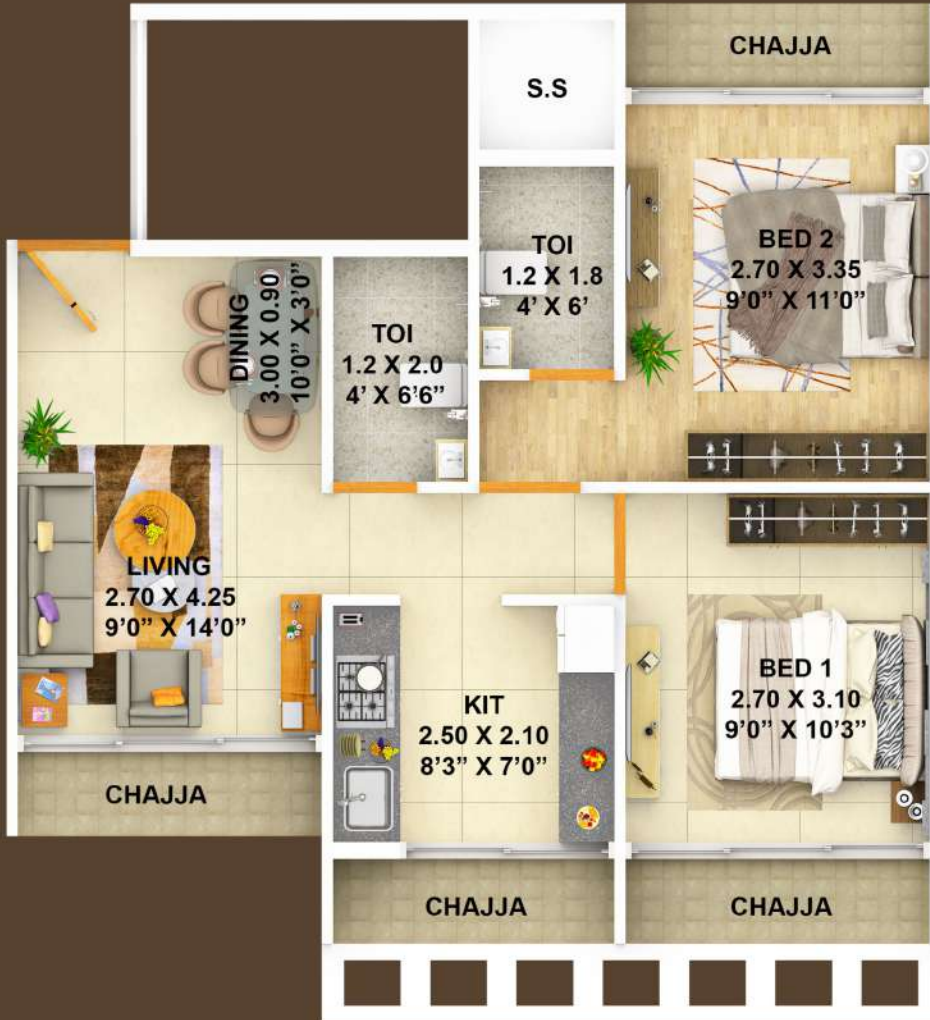 CHAJJA
S.S
TOI
1.2 X 1.8
4' X 6'
BED 2
2.70 X 3.35
9'0" X 11'0"
DINING
3.00 X 0.90
10'0" X 3'0"
TOI
1.2 X 2.0
4' X 6'6"
LIVING
2.70 X 4.25
9'0" X 14'0"
KIT
2.50 X 2.10
8'3" X 7'0"
BED 1
2.70 X 3.10
9'0" X 10'3"
CHAJJA
CHAJJA
CHAJJA